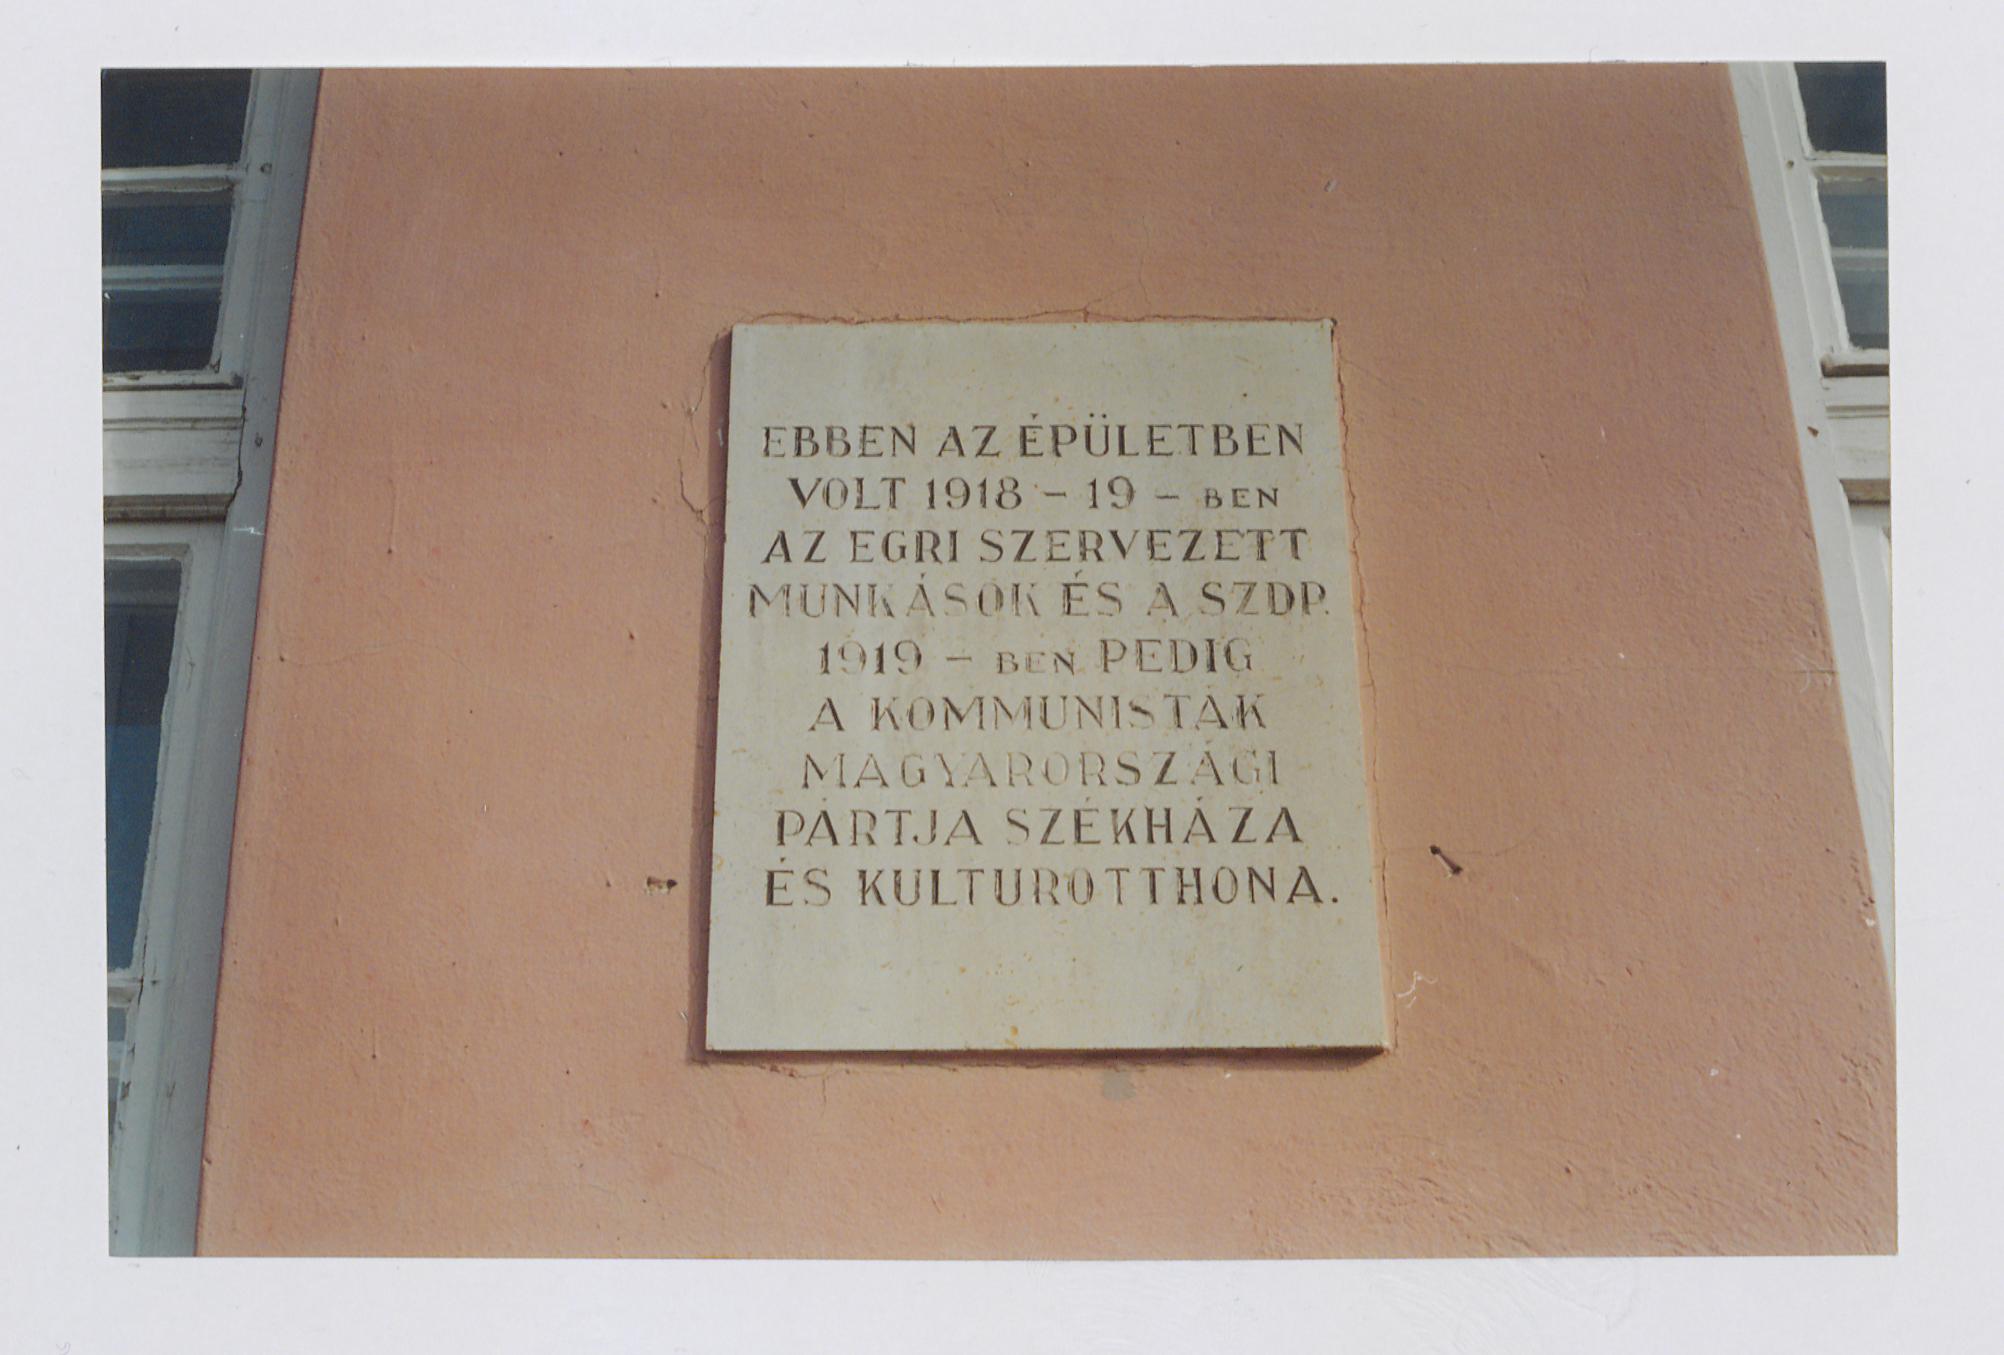 EBBEN AZ ÉPÜLETBEN
VOLT 1918 – 19 – BEN
AZ EGRI SZERVEZETT
MUNKÁSOK ÉS A SZDP.
1919 – BEN PEDIG
A KOMMUNISTÁK
MAGYARORSZÁGI
PÁRTJA SZÉKHÁZA
ÉS KULTUROTTHONA.